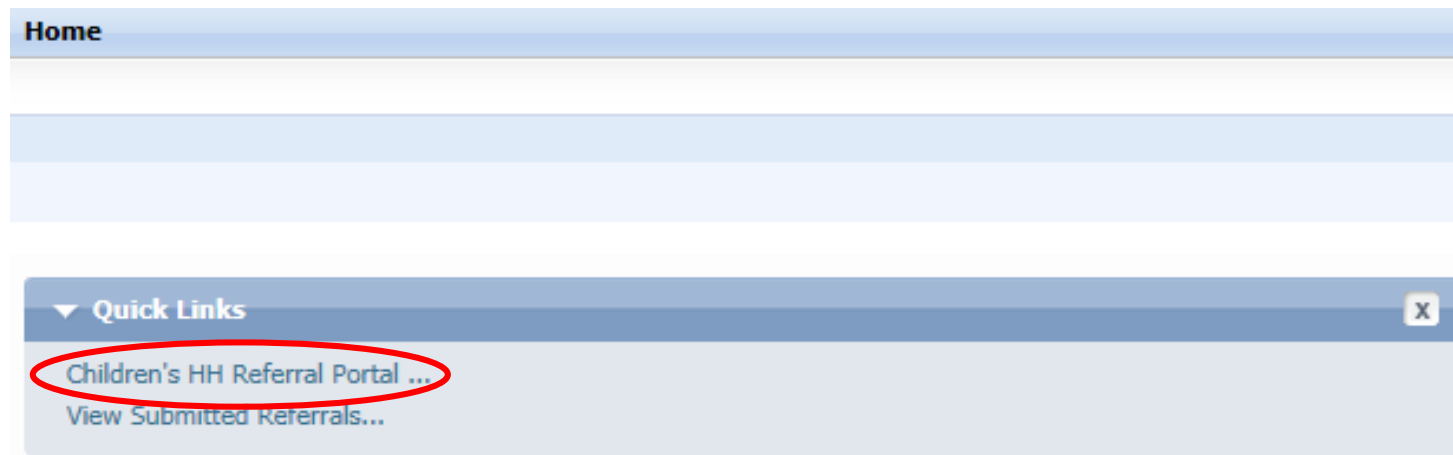 Home
Quick Links
X
Children's HH Referral Portal ...
View Submitted Referrals...